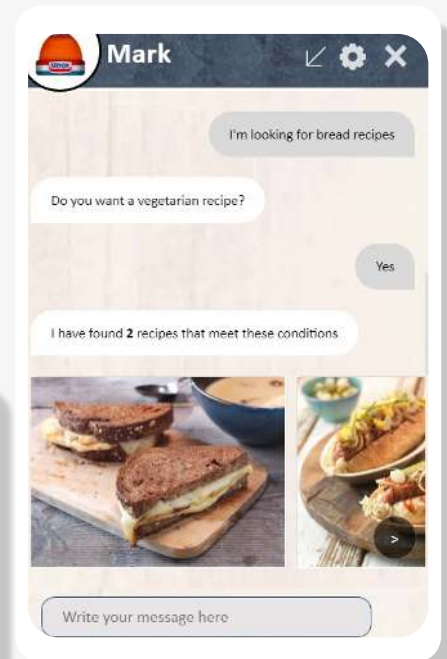 Mark
I'm looking for bread recipes
Do you want a vegetarian recipe?
Yes
I have found 2 recipes that meet these conditions
>
Write your message here